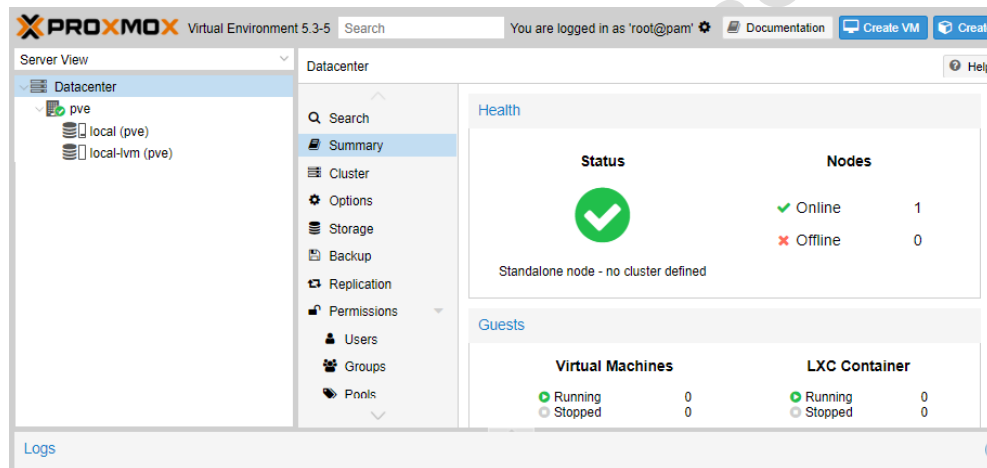 PROXMOX Virtual Environment 5.3-5 Search You are logged in as 'root@pam' Documentation Create VM Creat
Server View
Datacenter
pve
local (pve)
local-lvm (pve)
Datacenter Help
Search
Summary
Cluster
Options
Storage
Backup
Replication
Permissions
Users
Groups
Pools
Health
Status
Nodes
Online 1
Offline 0
Standalone node - no cluster defined
Guests
Virtual Machines
Running 0
Stopped 0
LXC Container
Running 0
Stopped 0
Logs